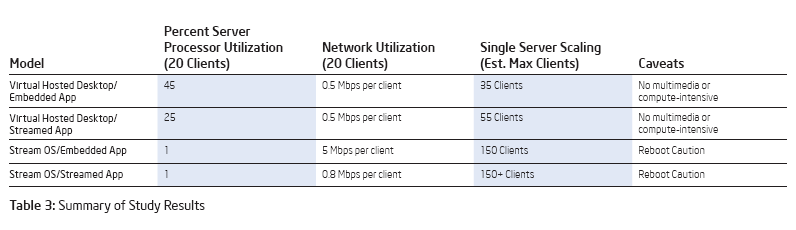 Model
Percent Server
Processor Utilization
(20 Clients)
Network Utilization
(20 Clients)
Single Server Scaling
(Est. Max Clients)
Caveats
Virtual Hosted Desktop/
Embedded App
45
0.5 Mbps per client
35 Clients
No multimedia or
compute-intensive
Virtual Hosted Desktop/
Streamed App
25
0.5 Mbps per client
55 Clients
No multimedia or
compute-intensive
Stream OS/Embedded App
1
5 Mbps per client
150 Clients
Reboot Caution
Stream OS/Streamed App
1
0.8 Mbps per client
150+ Clients
Reboot Caution
Table 3: Summary of Study Results